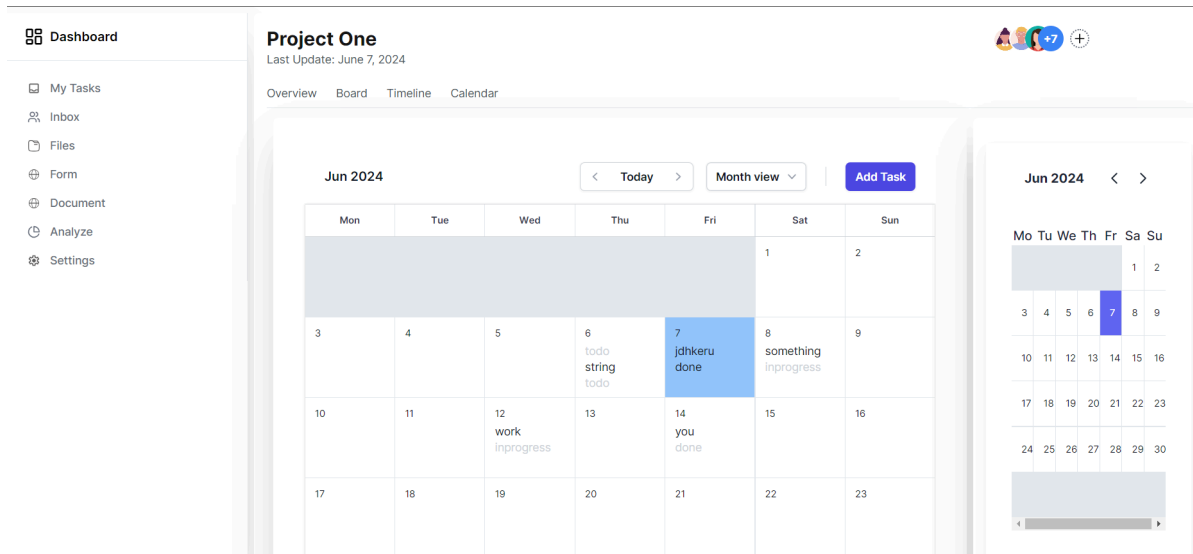 Dashboard
My Tasks
Inbox
Files
Form
Document
Analyze
Settings
Project One
Last Update: June 7, 2024
+7
Overview Board Timeline Calendar
Jun 2024
Today
Month view
Add Task
Mon Tue Wed Thu Fri Sat Sun
1 2
3 4 5 6 7 8 9
todo jdhkeru something
string done inprogress
todo
10 11 12 13 14 15 16
work you
inprogress done
17 18 19 20 21 22 23
Jun 2024
Mo Tu We Th Fr Sa Su
1 2
3 4 5 6 7 8 9
10 11 12 13 14 15 16
17 18 19 20 21 22 23
24 25 26 27 28 29 30